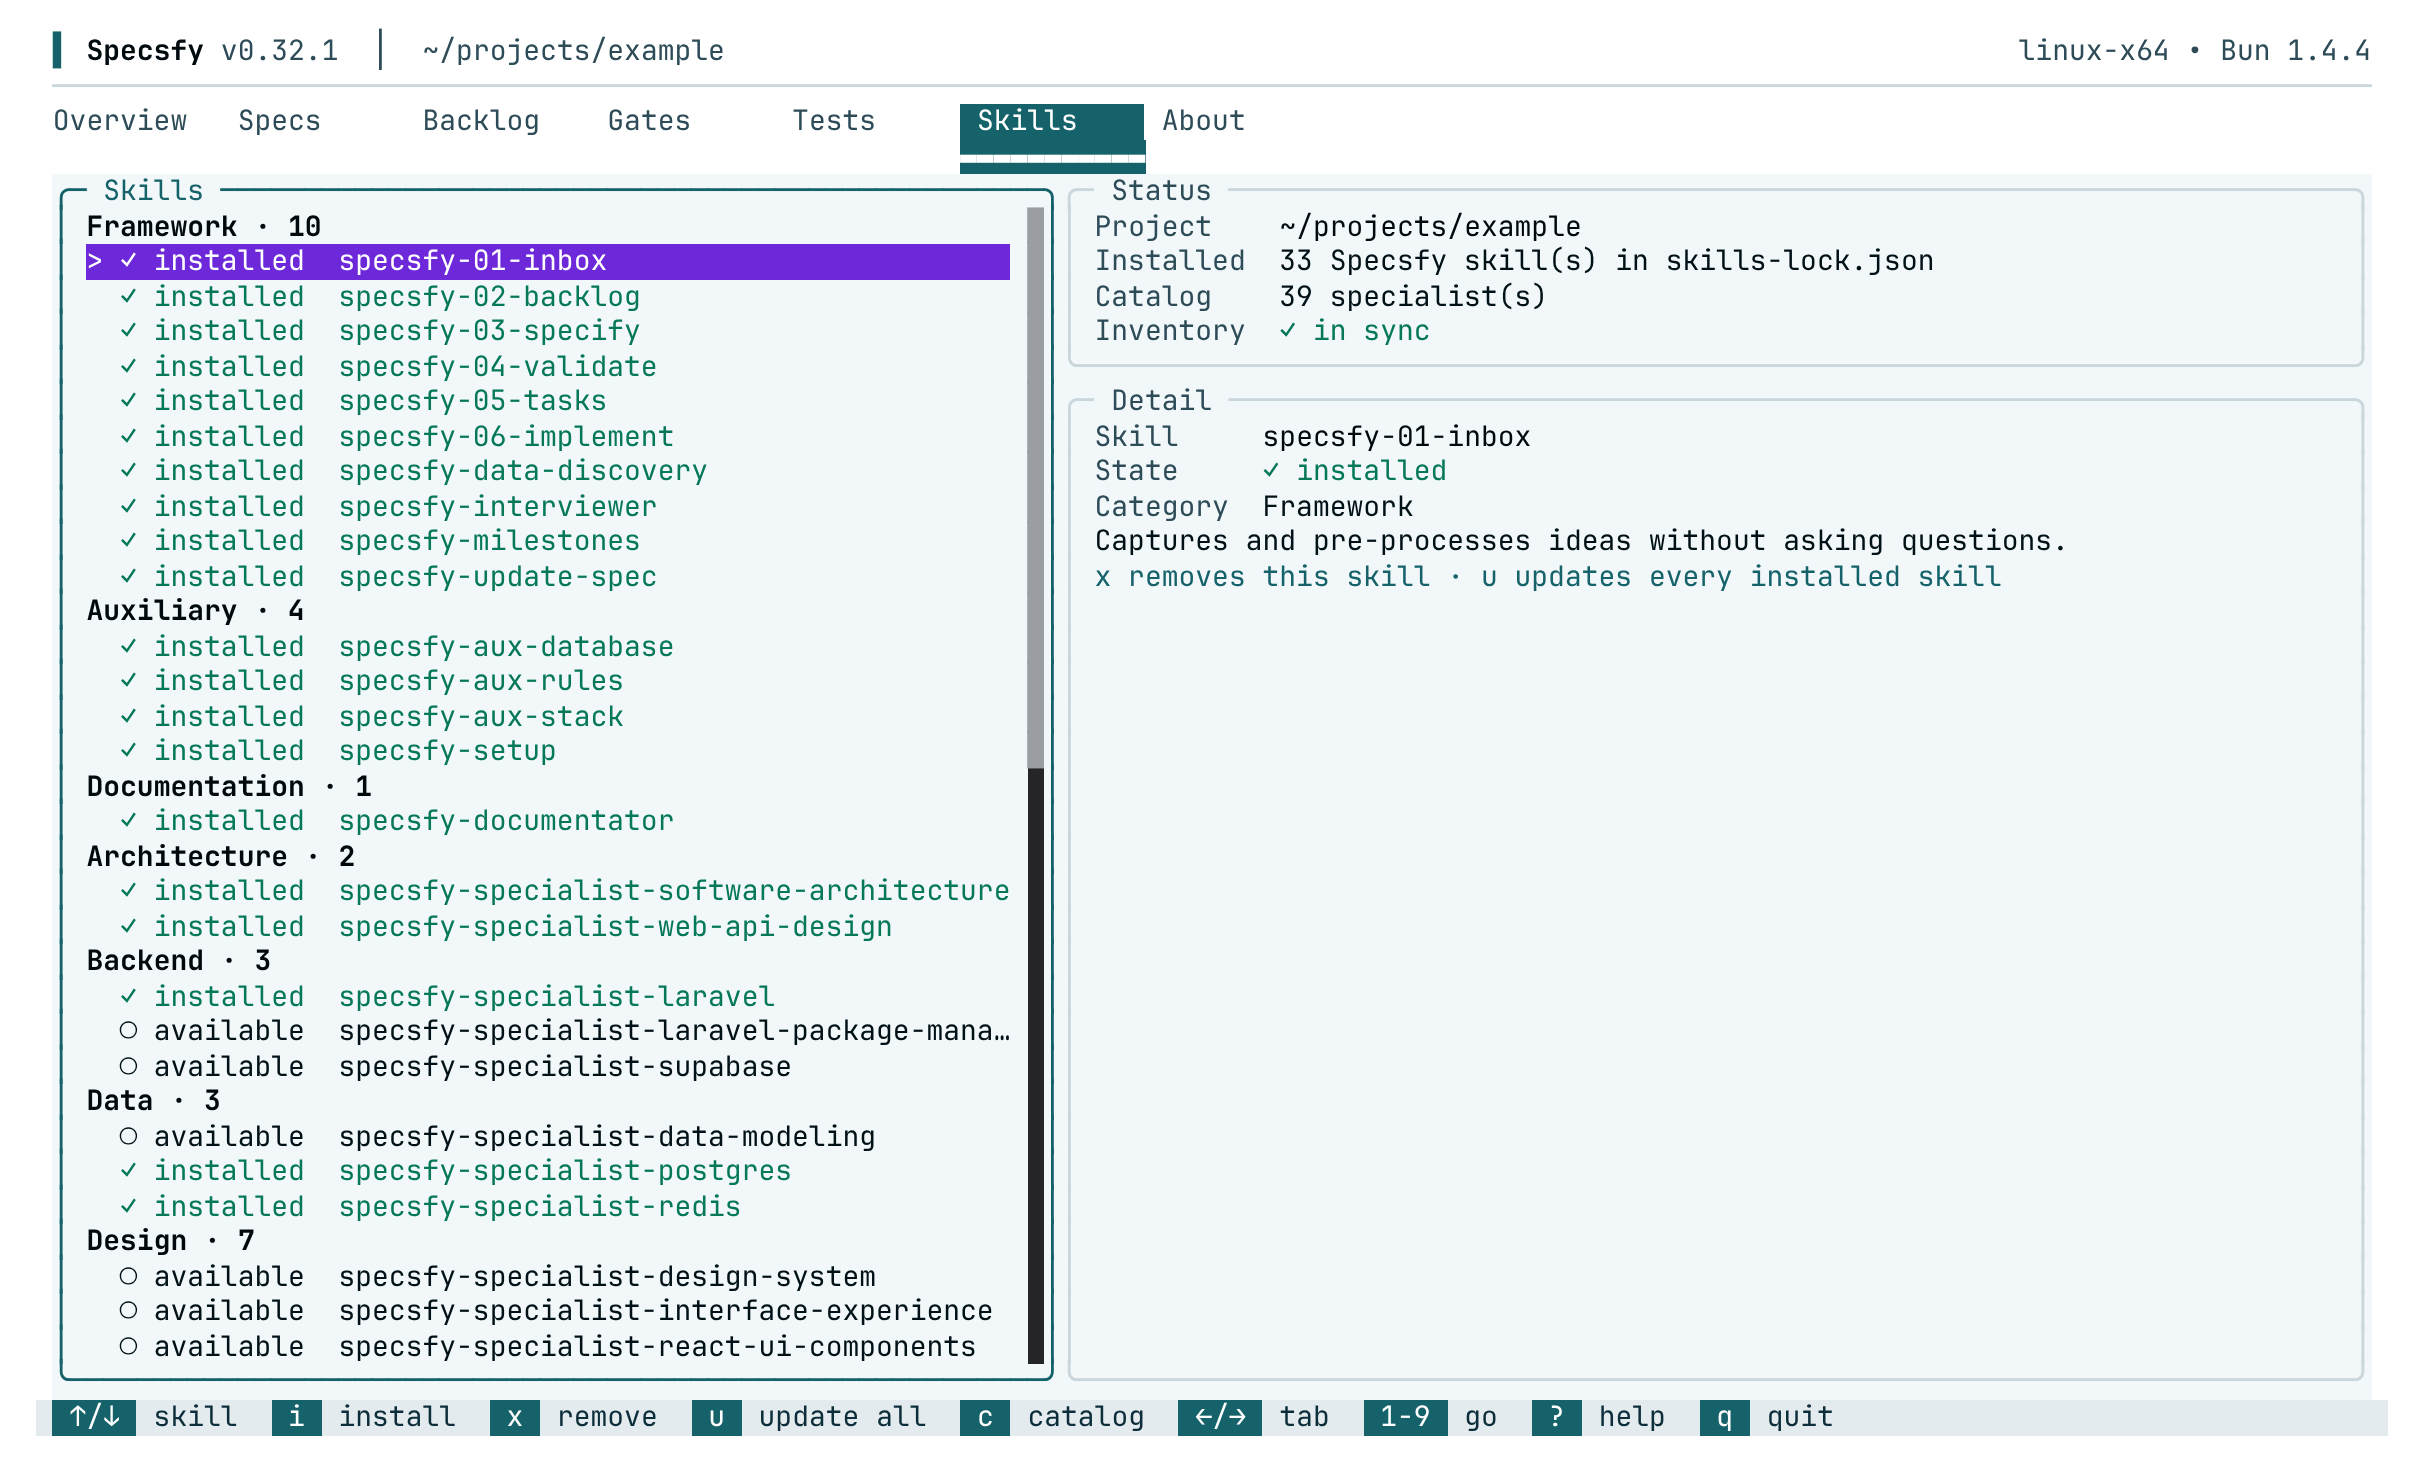 Specsfy v0.32.1 │ ~/projects/example linux-x64 • Bun 1.4.4
Overview Specs Backlog Gates Tests Skills About
Skills
Framework · 10
> ✓ installed specsfy-01-inbox
✓ installed specsfy-02-backlog
✓ installed specsfy-03-specify
✓ installed specsfy-04-validate
✓ installed specsfy-05-tasks
✓ installed specsfy-06-implement
✓ installed specsfy-data-discovery
✓ installed specsfy-interviewer
✓ installed specsfy-milestones
✓ installed specsfy-update-spec
Auxiliary · 4
✓ installed specsfy-aux-database
✓ installed specsfy-aux-rules
✓ installed specsfy-aux-stack
✓ installed specsfy-setup
Documentation · 1
✓ installed specsfy-documentator
Architecture · 2
✓ installed specsfy-specialist-software-architecture
✓ installed specsfy-specialist-web-api-design
Backend · 3
✓ installed specsfy-specialist-laravel
○ available specsfy-specialist-laravel-package-mana…
○ available specsfy-specialist-supabase
Data · 3
○ available specsfy-specialist-data-modeling
✓ installed specsfy-specialist-postgres
✓ installed specsfy-specialist-redis
Design · 7
○ available specsfy-specialist-design-system
○ available specsfy-specialist-interface-experience
○ available specsfy-specialist-react-ui-components
Status
Project ~/projects/example
Installed 33 Specsfy skill(s) in skills-lock.json
Catalog 39 specialist(s)
Inventory ✓ in sync
Detail
Skill specsfy-01-inbox
State ✓ installed
Category Framework
Captures and pre-processes ideas without asking questions.
x removes this skill · u updates every installed skill
↑/↓ skill i install x remove u update all c catalog ←/→ tab 1-9 go ? help q quit